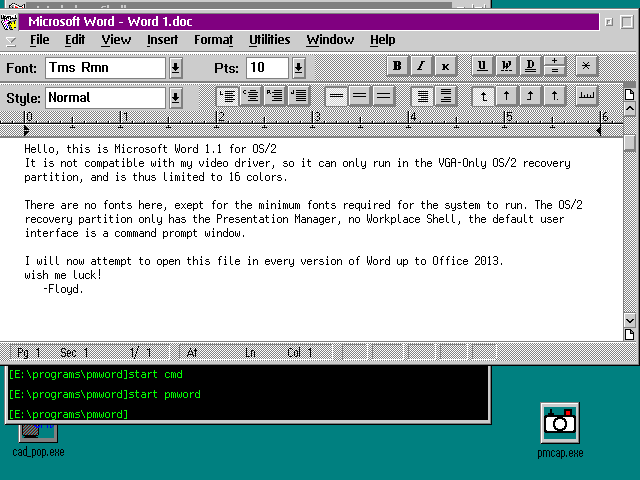 Microsoft Word - Word 1.doc
File Edit View Insert Format Utilities Window Help
Font: Tms Rmn Pts: 10 B I K U W D + = *
Style: Normal L C R J
0 1 2 3 4 5 6
Hello, this is Microsoft Word 1.1 for OS/2
It is not compatible with my video driver, so it can only run in the VGA-Only OS/2 recovery
partition, and is thus limited to 16 colors.
There are no fonts here, exept for the minimum fonts required for the system to run. The OS/2
recovery partition only has the Presentation Manager, no Workplace Shell, the default user
interface is a command prompt window.
I will now attempt to open this file in every version of Word up to Office 2013.
wish me luck!
-Floyd.
Pg 1 Sec 1 1/ 1 At Ln Col 1
[E:\programs\pmword]start cmd
[E:\programs\pmword]start pmword
[E:\programs\pmword]
cad_pop.exe
pmcap.exe